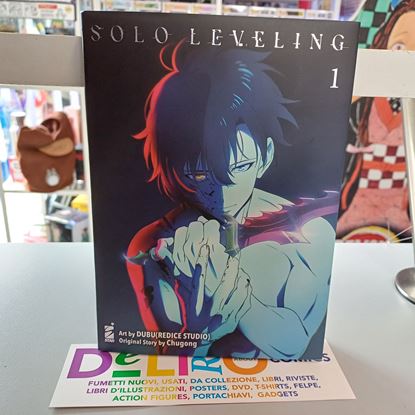 SOLO LEVELING
1
STAR
Art by DUBU(REDICE STUDIO)
Original Story by Chugong
FUMETTI NUOVI, USATI, DA COLLEZIONE, LIBRI, RIVISTE,
LIBRI D'ILLUSTRAZIONI, POSTERS, DVD, T-SHIRTS, FELPE,
ACTION FIGURES, PORTACHIAVI, GADGETS